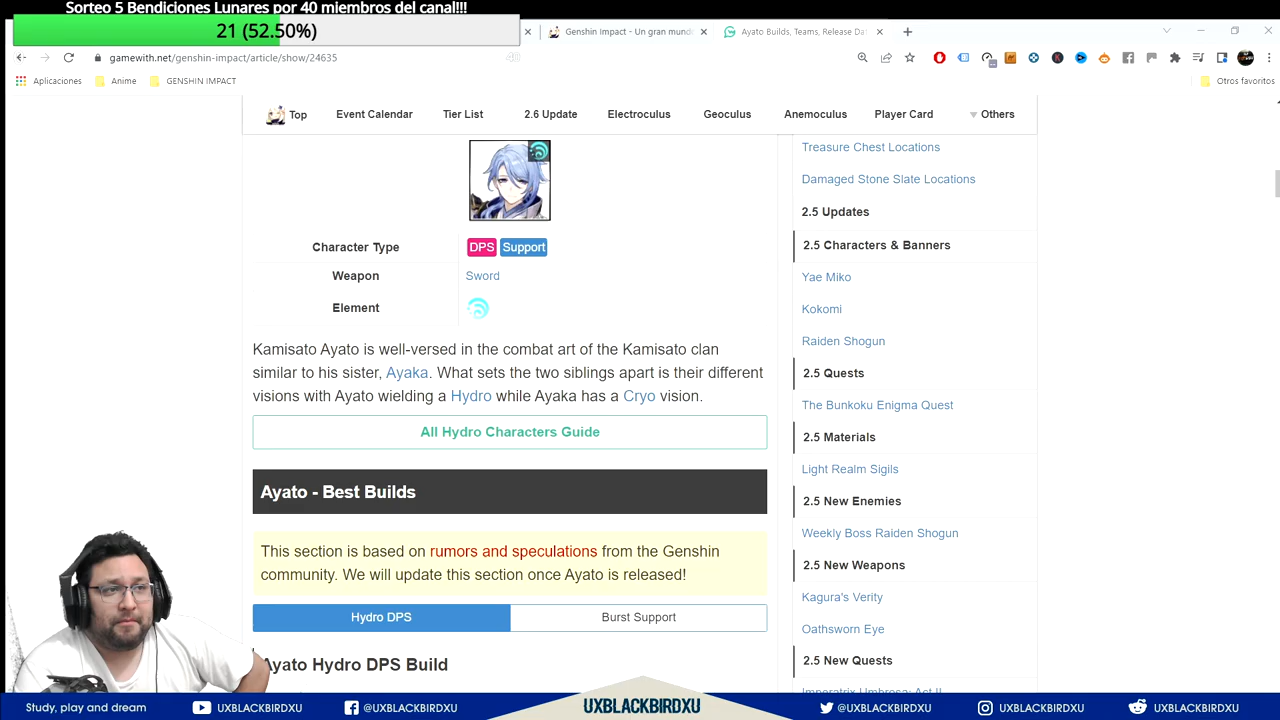 Sorteo 5 Bendiciones Lunares por 40 miembros del canal!!!
21 (52.50%)
40
Genshin Impact - Un gran mundo
Ayato Builds, Teams, Release Da
gamewith.net/genshin-impact/article/show/24635
Aplicaciones
Anime
GENSHIN IMPACT
Otros favoritos
Top
Event Calendar
Tier List
2.6 Update
Electroculus
Geoculus
Anemoculus
Player Card
Others
Character Type
DPS Support
Weapon
Sword
Element
Kamisato Ayato is well-versed in the combat art of the Kamisato clan
similar to his sister, Ayaka. What sets the two siblings apart is their different
visions with Ayato wielding a Hydro while Ayaka has a Cryo vision.
All Hydro Characters Guide
Ayato - Best Builds
This section is based on rumors and speculations from the Genshin
community. We will update this section once Ayato is released!
Hydro DPS
Burst Support
Ayato Hydro DPS Build
Treasure Chest Locations
Damaged Stone Slate Locations
2.5 Updates
2.5 Characters & Banners
Yae Miko
Kokomi
Raiden Shogun
2.5 Quests
The Bunkoku Enigma Quest
2.5 Materials
Light Realm Sigils
2.5 New Enemies
Weekly Boss Raiden Shogun
2.5 New Weapons
Kagura's Verity
Oathsworn Eye
2.5 New Quests
Imperatrix Umbrosa: Act II
Study, play and dream
UXBLACKBIRDXU
@UXBLACKBIRDXU
UXBLACKBIRDXU
@UXBLACKBIRDXU
UXBLACKBIRDXU
UXBLACKBIRDXU